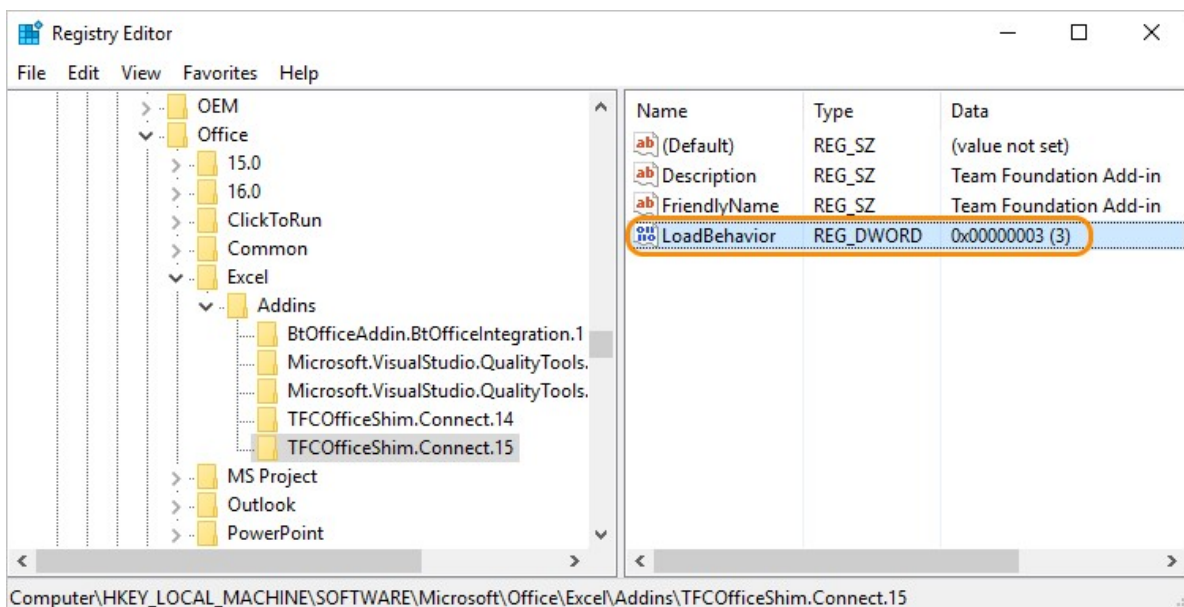 Registry Editor
File Edit View Favorites Help
OEM
Office
15.0
16.0
ClickToRun
Common
Excel
Addins
BtOfficeAddin.BtOfficeIntegration.1
Microsoft.VisualStudio.QualityTools.
Microsoft.VisualStudio.QualityTools.
TFCOfficeShim.Connect.14
TFCOfficeShim.Connect.15
MS Project
Outlook
PowerPoint
Name Type Data
(Default) REG_SZ (value not set)
Description REG_SZ Team Foundation Add-in
FriendlyName REG_SZ Team Foundation Add-in
LoadBehavior REG_DWORD 0x00000003 (3)
Computer\HKEY_LOCAL_MACHINE\SOFTWARE\Microsoft\Office\Excel\Addins\TFCOfficeShim.Connect.15